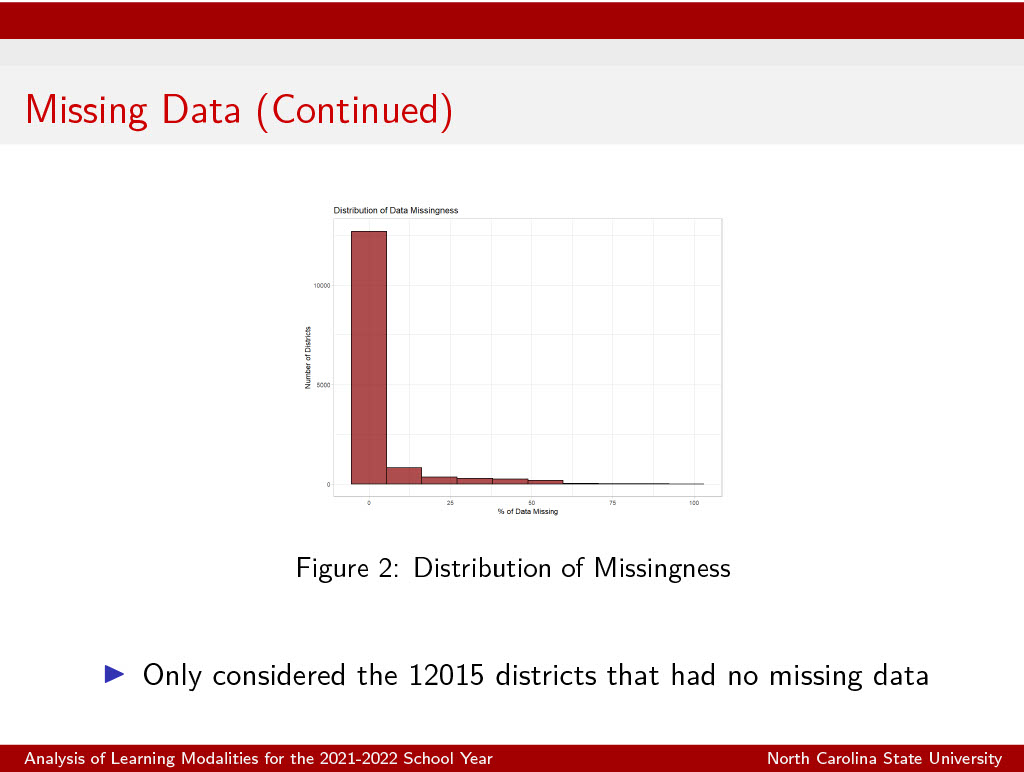 Missing Data (Continued)
Distribution of Data Missingness
Number of Districts
10000
5000
0
0 25 50 75 100
% of Data Missing
Figure 2: Distribution of Missingness
Only considered the 12015 districts that had no missing data
Analysis of Learning Modalities for the 2021-2022 School Year North Carolina State University